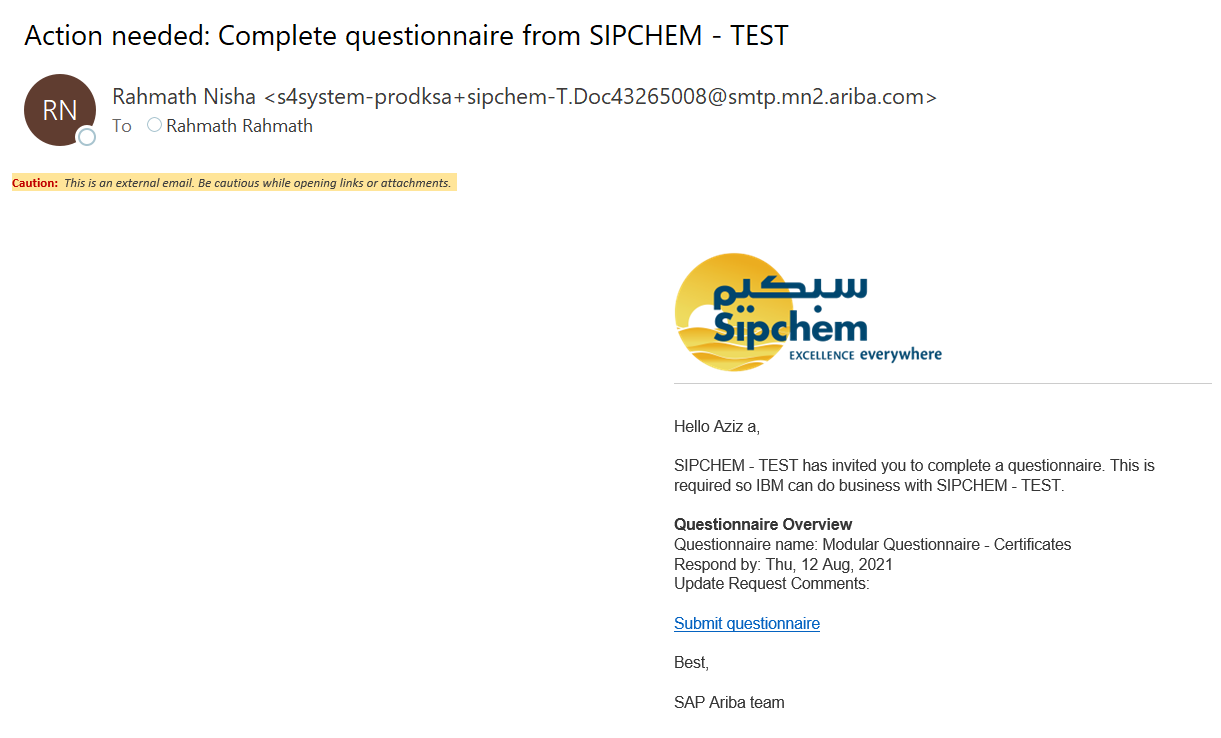 Action needed: Complete questionnaire from SIPCHEM - TEST
RN
Rahmath Nisha <s4system-prodksa+sipchem-T.Doc43265008@smtp.mn2.ariba.com>
To Rahmath Rahmath
Caution: This is an external email. Be cautious while opening links or attachments.
سبكيم
Sipchem
EXCELLENCE everywhere
Hello Aziz a,
SIPCHEM - TEST has invited you to complete a questionnaire. This is
required so IBM can do business with SIPCHEM - TEST.
Questionnaire Overview
Questionnaire name: Modular Questionnaire - Certificates
Respond by: Thu, 12 Aug, 2021
Update Request Comments:
Submit questionnaire
Best,
SAP Ariba team